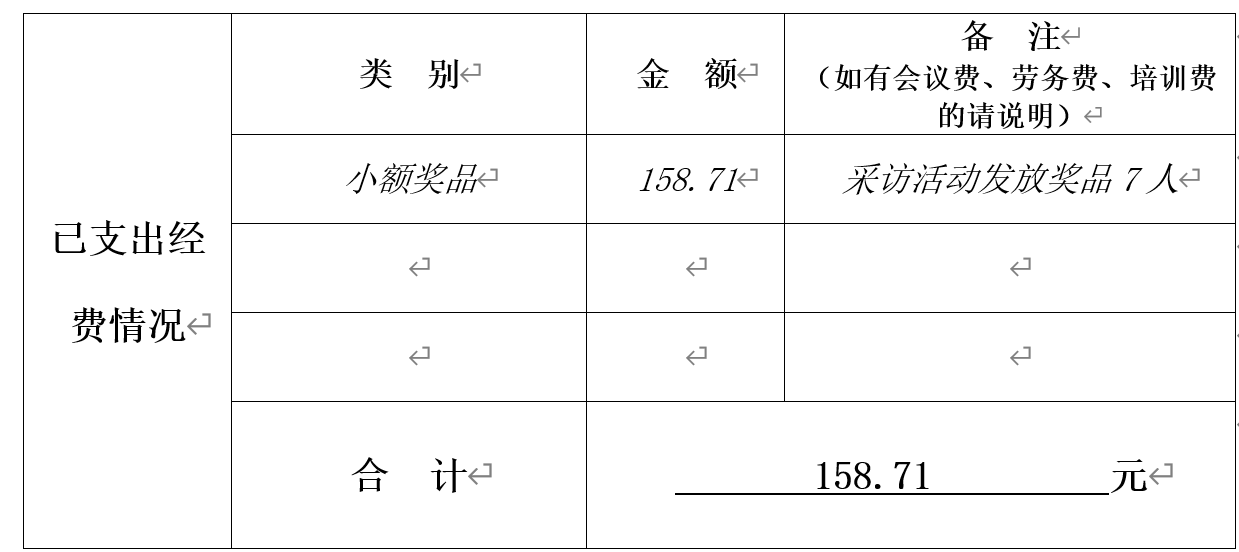 已支出经
费情况
类　别
金　额
备　注
（如有会议费、劳务费、培训费
的请说明）
小额奖品
158.71
采访活动发放奖品 7 人
合　计
158.71 元